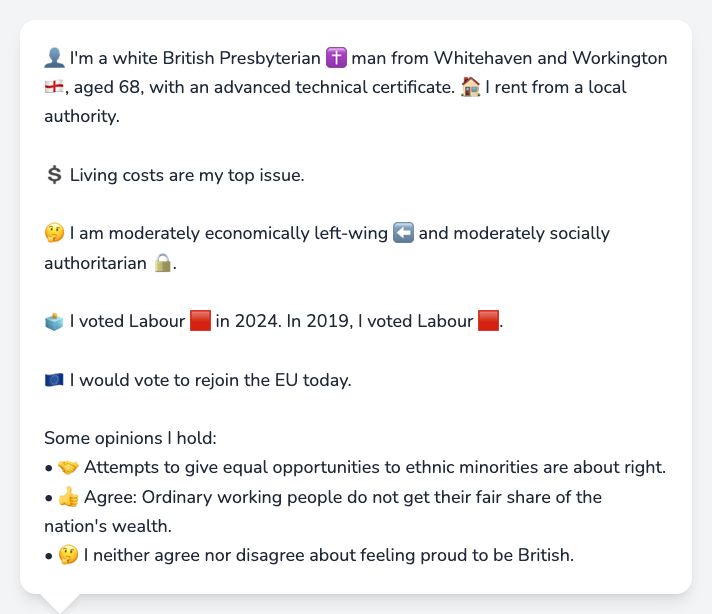 👤 I'm a white British Presbyterian ✝️ man from Whitehaven and Workington
🏴󠁧󠁢󠁥󠁮󠁧󠁿, aged 68, with an advanced technical certificate. 🏠 I rent from a local
authority.
💲 Living costs are my top issue.
🤔 I am moderately economically left-wing ⬅️ and moderately socially
authoritarian 🔒.
🗳️ I voted Labour 🟥 in 2024. In 2019, I voted Labour 🟥.
🇪🇺 I would vote to rejoin the EU today.
Some opinions I hold:
• 🤝 Attempts to give equal opportunities to ethnic minorities are about right.
• 👍 Agree: Ordinary working people do not get their fair share of the
nation's wealth.
• 🤔 I neither agree nor disagree about feeling proud to be British.